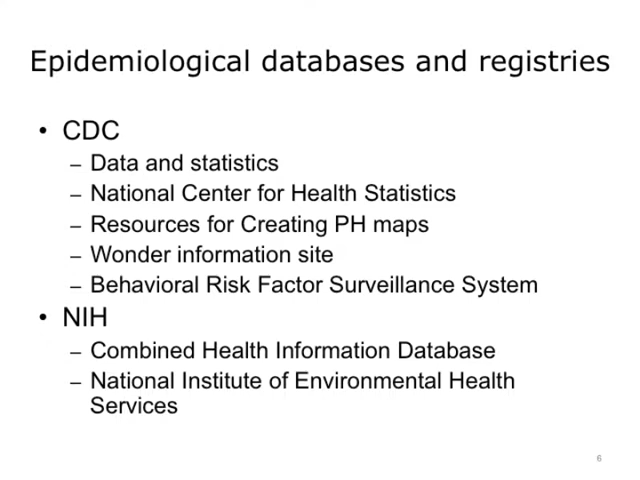 Epidemiological databases and registries
• CDC
– Data and statistics
– National Center for Health Statistics
– Resources for Creating PH maps
– Wonder information site
– Behavioral Risk Factor Surveillance System
• NIH
– Combined Health Information Database
– National Institute of Environmental Health
Services
6